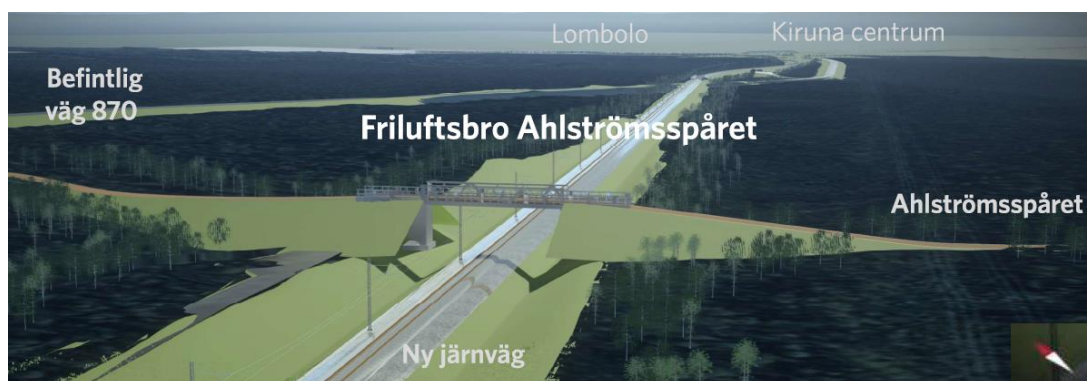 Lombolo
Kiruna centrum
Befintlig
väg 870
Friluftsbro Ahlströmsspåret
Ahlströmsspåret
Ny järnväg